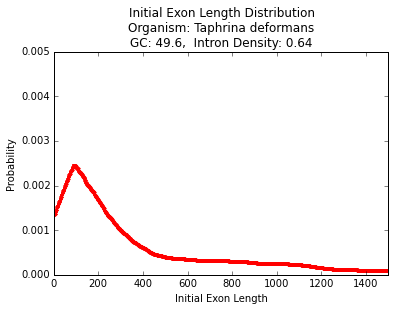 Initial Exon Length Distribution
Organism: Taphrina deformans
GC: 49.6,  Intron Density: 0.64
0.005
0.004
0.003
0.002
0.001
0.000
Probability
0 200 400 600 800 1000 1200 1400
Initial Exon Length